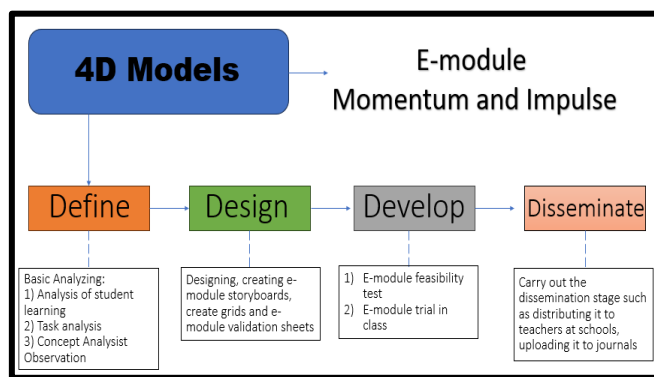 4D Models
E-module
Momentum and Impulse
Define
Design
Develop
Disseminate
Basic Analyzing:
1) Analysis of student
learning
2) Task analysis
3) Concept Analysist
Observation
Designing, creating e-
module storyboards,
create grids and e-
module validation sheets
1) E-module feasibility
test
2) E-module trial in
class
Carry out the
dissemination stage such
as distributing it to
teachers at schools,
uploading it to journals